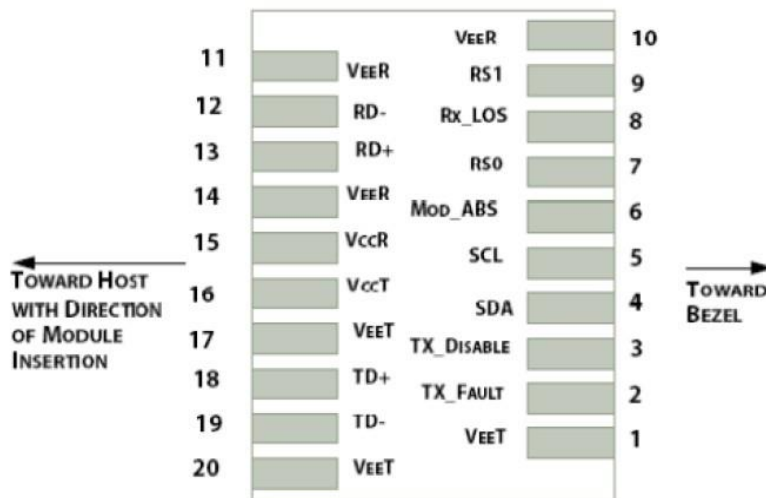 11 VEER
12 RD-
13 RD+
14 VEER
15 VccR
16 VccT
17 VEET
18 TD+
19 TD-
20 VEET
VEER 10
RS1 9
Rx_LOS 8
RS0 7
MOD_ABS 6
SCL 5
SDA 4
TX_DISABLE 3
TX_FAULT 2
VEET 1
TOWARD HOST
WITH DIRECTION
OF MODULE
INSERTION
TOWARD
BEZEL